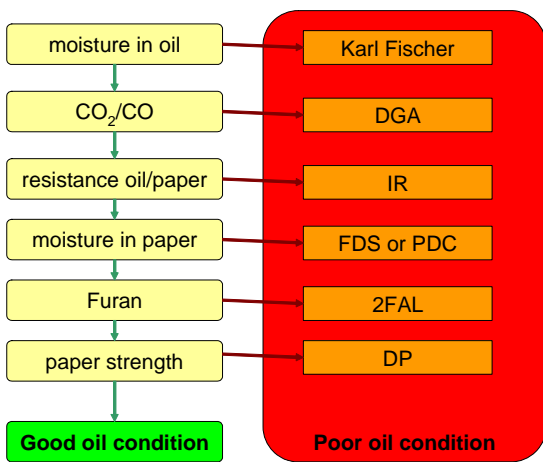 moisture in oil
Karl Fischer
CO₂/CO
DGA
resistance oil/paper
IR
moisture in paper
FDS or PDC
Furan
2FAL
paper strength
DP
Good oil condition
Poor oil condition